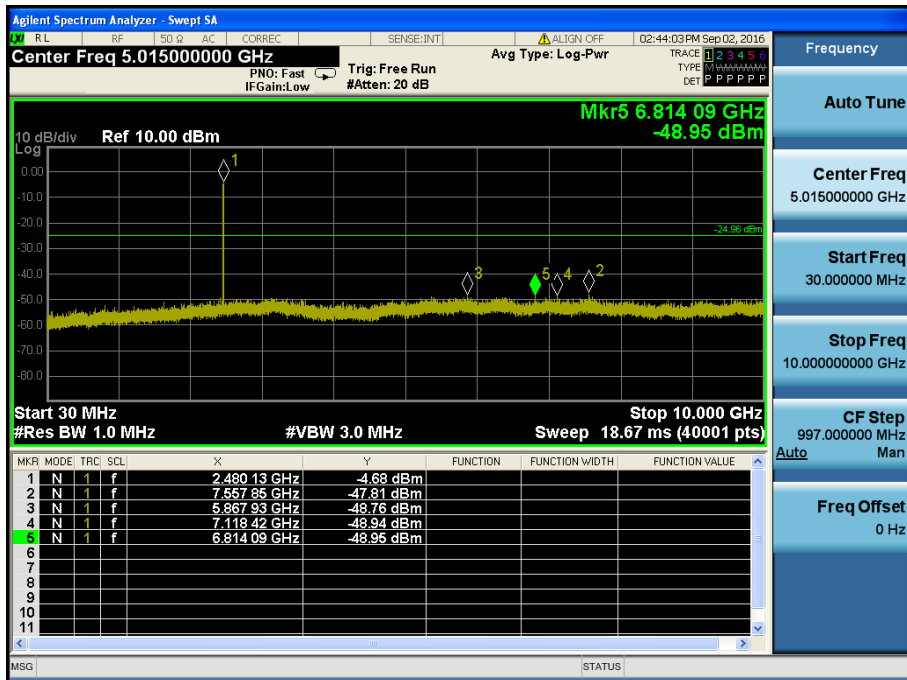 Agilent Spectrum Analyzer - Swept SA
LXI RL RF 50 Ω AC CORREC SENSE:INT ALIGN OFF 02:44:03 PM Sep 02, 2016
Center Freq 5.015000000 GHz
PNO: Fast
IFGain:Low
Trig: Free Run
#Atten: 20 dB
Avg Type: Log-Pwr
TRACE 1 2 3 4 5 6
TYPE M WWWWW
DET P P P P P P
Mkr5 6.814 09 GHz
-48.95 dBm
10 dB/div Ref 10.00 dBm
Log
0.00
-10.0
-20.0
-30.0
-40.0
-50.0
-60.0
-70.0
-80.0
1
-24.96 dBm
3 5 4 2
Start 30 MHz Stop 10.000 GHz
#Res BW 1.0 MHz #VBW 3.0 MHz Sweep 18.67 ms (40001 pts)
MKR MODE TRC SCL X Y FUNCTION FUNCTION WIDTH FUNCTION VALUE
1 N 1 f 2.480 13 GHz -4.68 dBm
2 N 1 f 7.557 85 GHz -47.81 dBm
3 N 1 f 5.867 93 GHz -48.76 dBm
4 N 1 f 7.118 42 GHz -48.94 dBm
5 N 1 f 6.814 09 GHz -48.95 dBm
6
7
8
9
10
11
MSG STATUS
Frequency
Auto Tune
Center Freq
5.015000000 GHz
Start Freq
30.000000 MHz
Stop Freq
10.000000000 GHz
CF Step
997.000000 MHz
Auto Man
Freq Offset
0 Hz